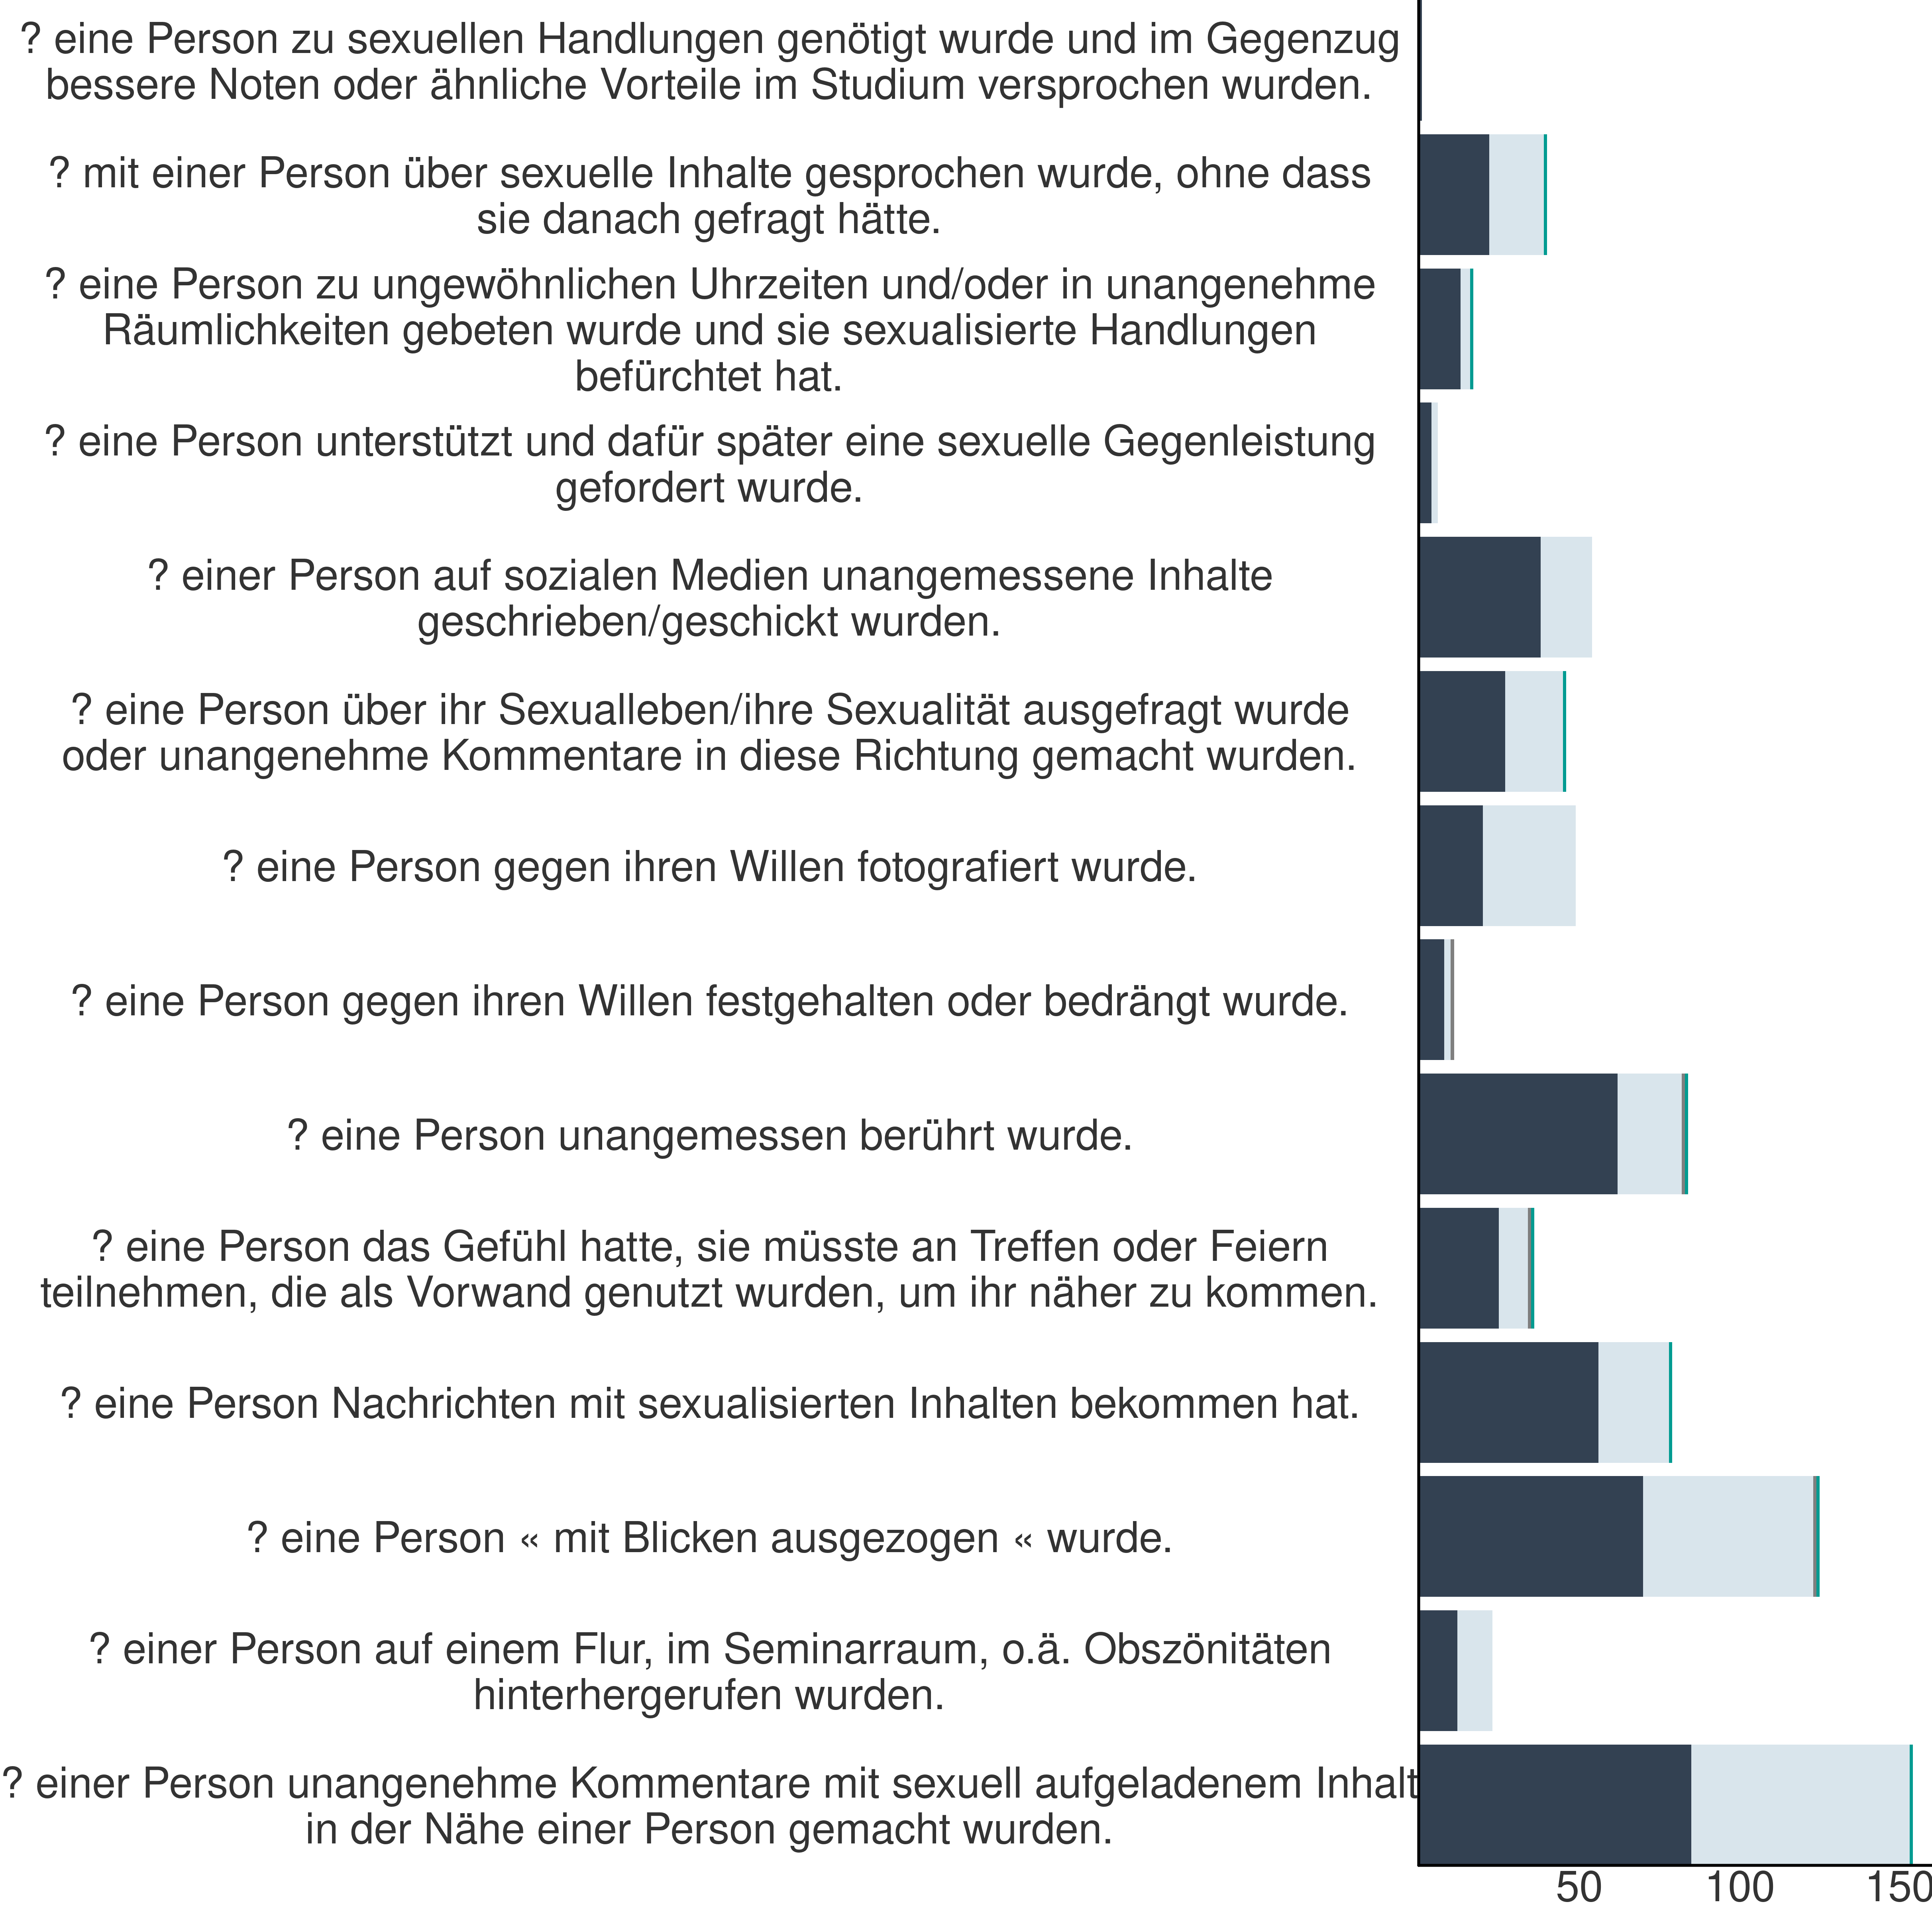 ? eine Person zu sexuellen Handlungen genötigt wurde und im Gegenzug
bessere Noten oder ähnliche Vorteile im Studium versprochen wurden.
? mit einer Person über sexuelle Inhalte gesprochen wurde, ohne dass
sie danach gefragt hätte.
? eine Person zu ungewöhnlichen Uhrzeiten und/oder in unangenehme
Räumlichkeiten gebeten wurde und sie sexualisierte Handlungen
befürchtet hat.
? eine Person unterstützt und dafür später eine sexuelle Gegenleistung
gefordert wurde.
? einer Person auf sozialen Medien unangemessene Inhalte
geschrieben/geschickt wurden.
? eine Person über ihr Sexualleben/ihre Sexualität ausgefragt wurde
oder unangenehme Kommentare in diese Richtung gemacht wurden.
? eine Person gegen ihren Willen fotografiert wurde.
? eine Person gegen ihren Willen festgehalten oder bedrängt wurde.
? eine Person unangemessen berührt wurde.
? eine Person das Gefühl hatte, sie müsste an Treffen oder Feiern
teilnehmen, die als Vorwand genutzt wurden, um ihr näher zu kommen.
? eine Person Nachrichten mit sexualisierten Inhalten bekommen hat.
? eine Person « mit Blicken ausgezogen « wurde.
? einer Person auf einem Flur, im Seminarraum, o.ä. Obszönitäten
hinterhergerufen wurden.
? einer Person unangenehme Kommentare mit sexuell aufgeladenem Inhalt
in der Nähe einer Person gemacht wurden.
50 100 150